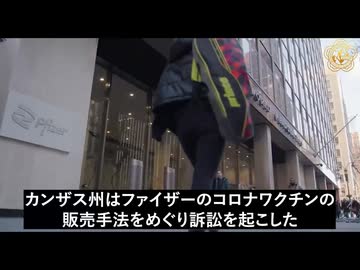 Pfizer
カンザス州はファイザーのコロナワクチンの
販売手法をめぐり訴訟を起こした